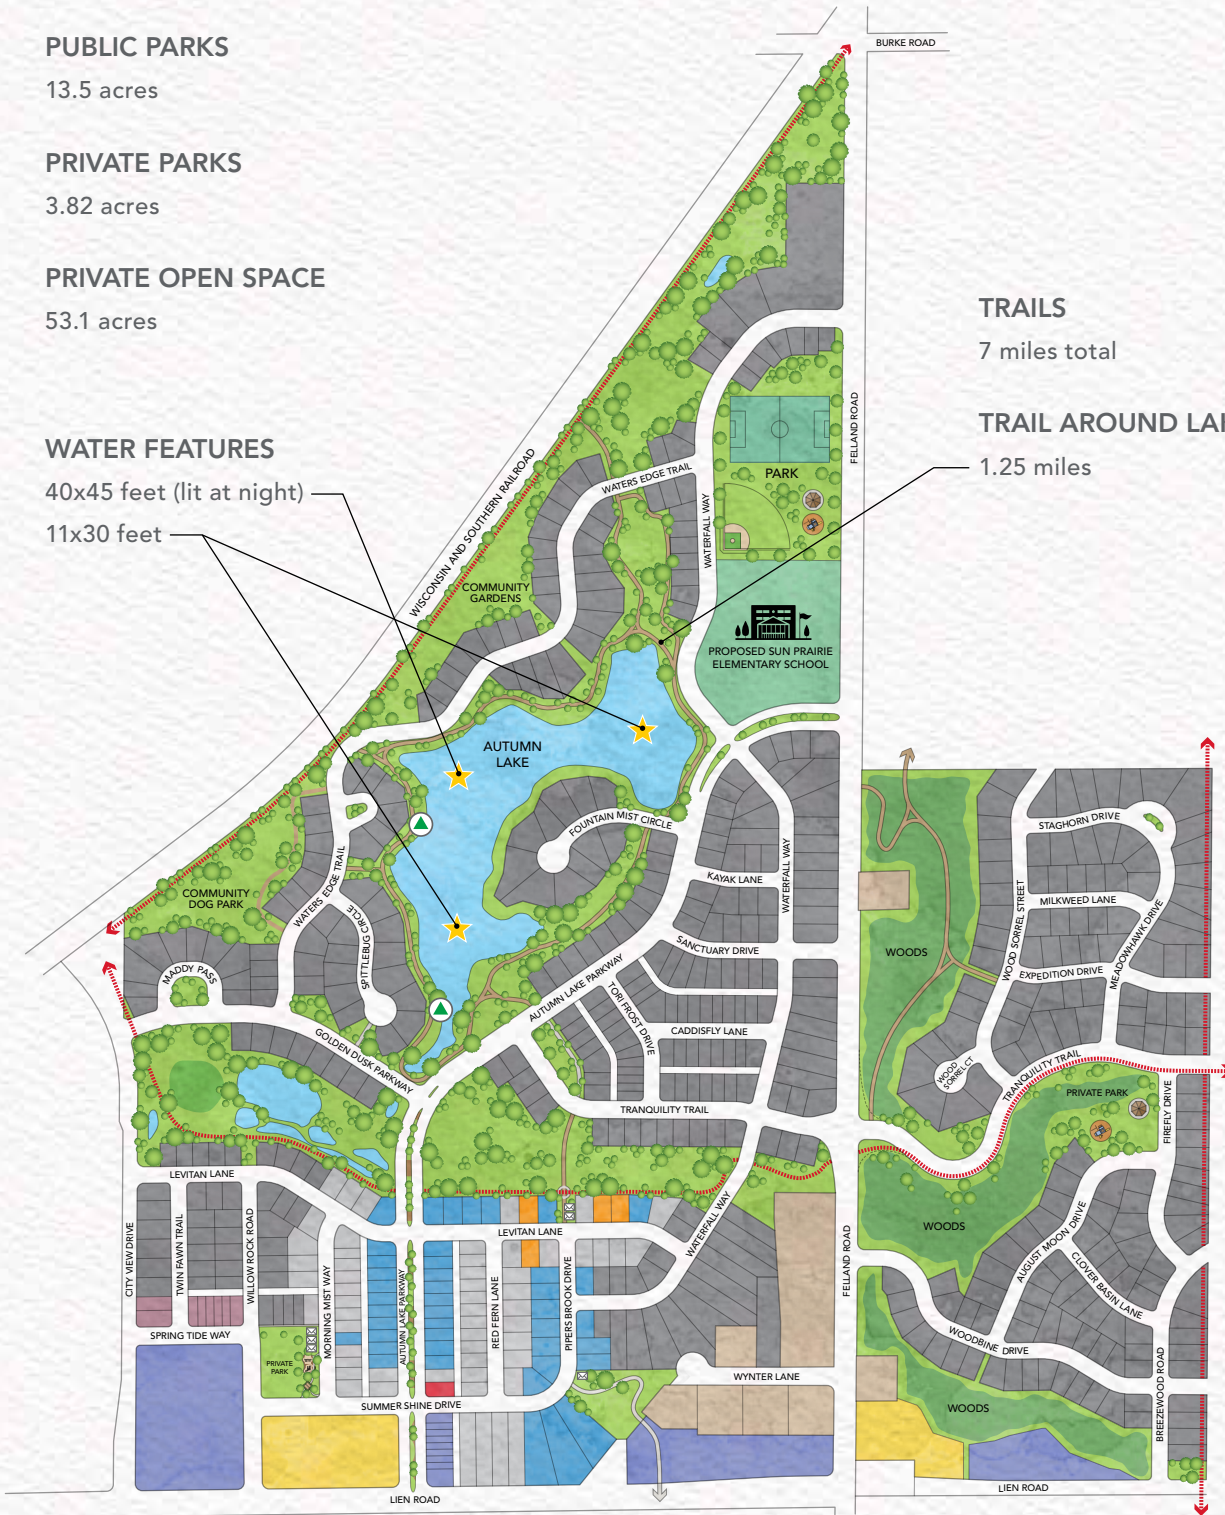 PUBLIC PARKS
13.5 acres
PRIVATE PARKS
3.82 acres
PRIVATE OPEN SPACE
53.1 acres
WATER FEATURES
40x45 feet (lit at night)
11x30 feet
TRAILS
7 miles total
TRAIL AROUND LAK
1.25 miles
BURKE ROAD
FELLAND ROAD
WISCONSIN AND SOUTHERN RAILROAD
WATERS EDGE TRAIL
PARK
WATERFALL WAY
COMMUNITY
GARDENS
PROPOSED SUN PRAIRIE
ELEMENTARY SCHOOL
AUTUMN
LAKE
FOUNTAIN MIST CIRCLE
STAGHORN DRIVE
KAYAK LANE
WATERFALL WAY
WATERS EDGE TRAIL
COMMUNITY
DOG PARK
SPITTLEBUG CIRCLE
MILKWEED LANE
WOOD SORREL STREET
MEADOWHAWK DRIVE
SANCTUARY DRIVE
WOODS
EXPEDITION DRIVE
MADDY PASS
AUTUMN LAKE PARKWAY
TORI FROST DRIVE
CADDISFLY LANE
GOLDEN DUSK PARKWAY
WOOD
SORREL CT
TRANQUILITY TRAIL
PRIVATE PARK
FIREFLY DRIVE
TRANQUILITY TRAIL
LEVITAN LANE
CITY VIEW DRIVE
TWIN FAWN TRAIL
WILLOW ROCK ROAD
LEVITAN LANE
WATERFALL WAY
FELLAND ROAD
WOODS
AUGUST MOON DRIVE
CLOVER BASIN LANE
MORNING MIST WAY
AUTUMN LAKE PARKWAY
RED FERN LANE
PIPERS BROOK DRIVE
SPRING TIDE WAY
PRIVATE
PARK
WOODBINE DRIVE
WYNTER LANE
SUMMER SHINE DRIVE
WOODS
BREEZEWOOD ROAD
LIEN ROAD
LIEN ROAD